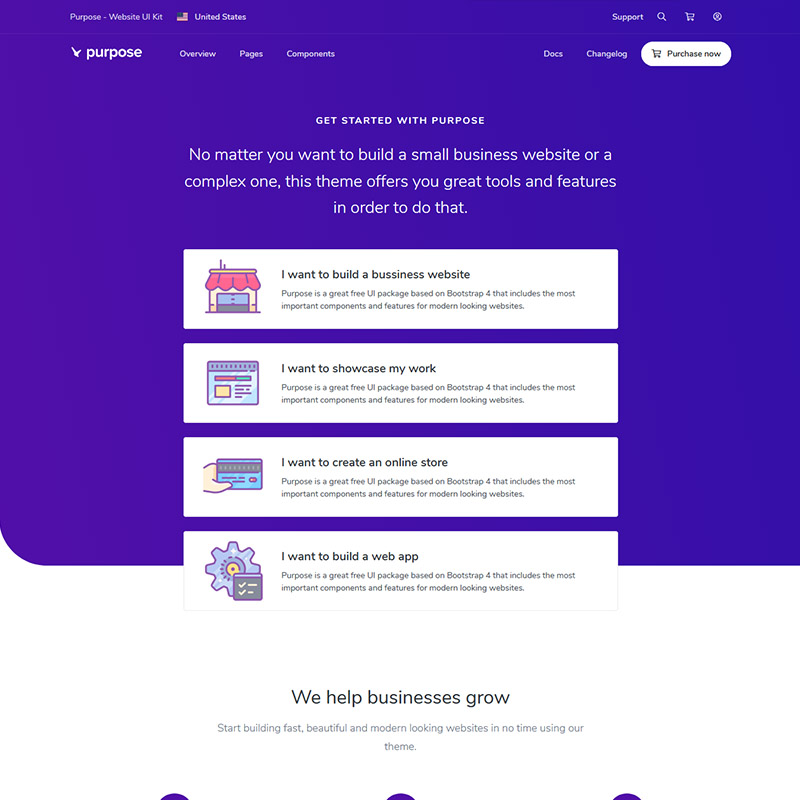 Purpose - Website UI Kit United States Support
purpose Overview Pages Components Docs Changelog Purchase now
GET STARTED WITH PURPOSE
No matter you want to build a small business website or a
complex one, this theme offers you great tools and features
in order to do that.
I want to build a bussiness website
Purpose is a great free UI package based on Bootstrap 4 that includes the most
important components and features for modern looking websites.
I want to showcase my work
Purpose is a great free UI package based on Bootstrap 4 that includes the most
important components and features for modern looking websites.
I want to create an online store
Purpose is a great free UI package based on Bootstrap 4 that includes the most
important components and features for modern looking websites.
I want to build a web app
Purpose is a great free UI package based on Bootstrap 4 that includes the most
important components and features for modern looking websites.
We help businesses grow
Start building fast, beautiful and modern looking websites in no time using our
theme.